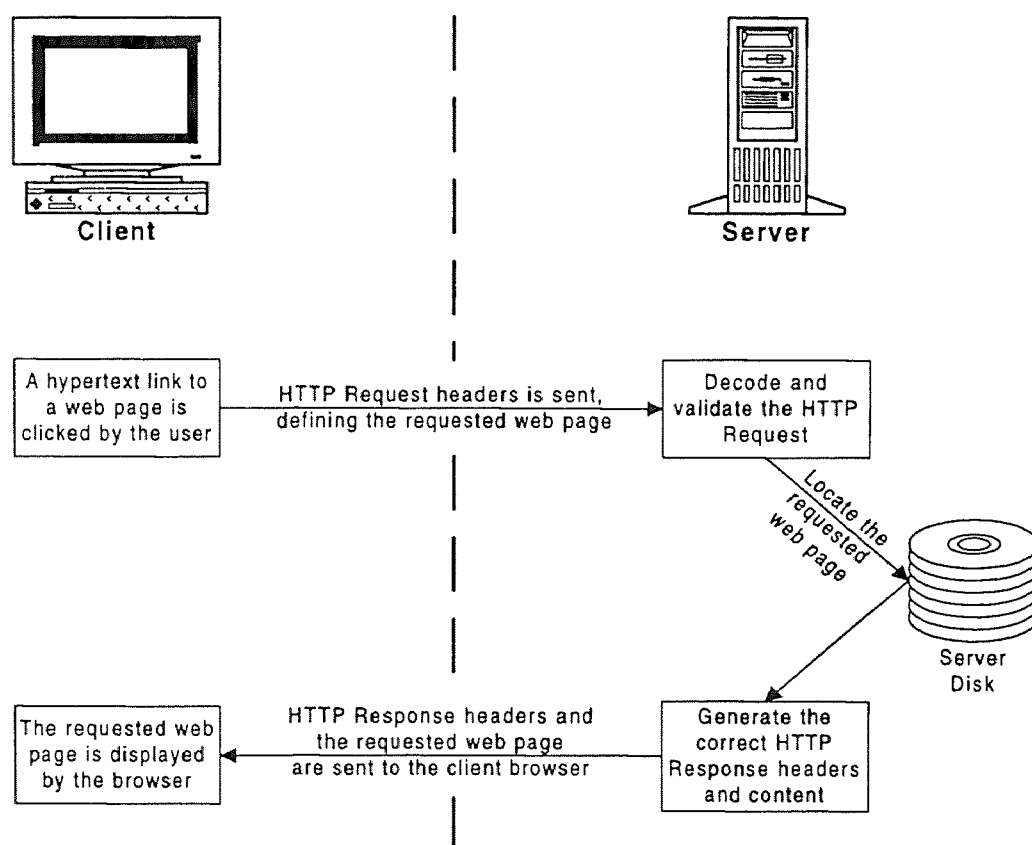 Client
Server
A hypertext link to
a web page is
clicked by the user
HTTP Request headers is sent,
defining the requested web page
Decode and
validate the HTTP
Request
Locate the
requested
web page
Server
Disk
Generate the
correct HTTP
Response headers
and content
HTTP Response headers and
the requested web page
are sent to the client browser
The requested web
page is displayed
by the browser